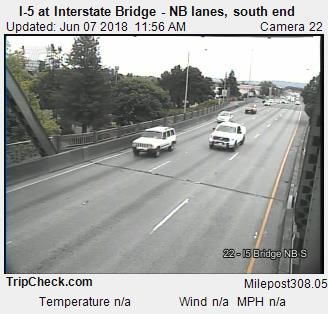 I-5 at Interstate Bridge - NB lanes, south end
Updated: Jun 07 2018 11:56 AM Camera 22
22 - I5 Bridge NB S
TripCheck.com Milepost308.05
Temperature n/a Wind n/a MPH n/a